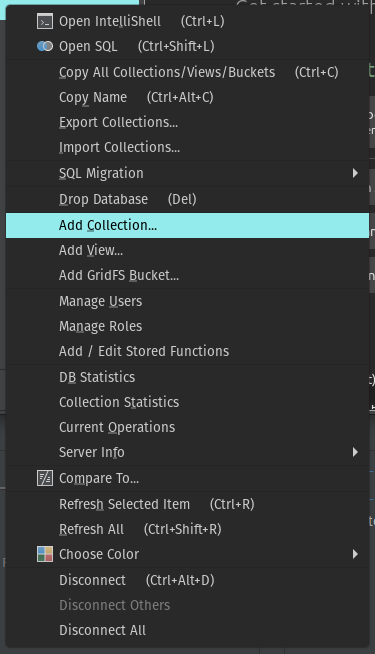 Get started with
Open IntelliShell (Ctrl+L)
Open SQL (Ctrl+Shift+L)
Copy All Collections/Views/Buckets (Ctrl+C)
Copy Name (Ctrl+Alt+C)
Export Collections...
Import Collections...
SQL Migration
Drop Database (Del)
Add Collection...
Add View...
Add GridFS Bucket...
Manage Users
Manage Roles
Add / Edit Stored Functions
DB Statistics
Collection Statistics
Current Operations
Server Info
Compare To...
Refresh Selected Item (Ctrl+R)
Refresh All (Ctrl+Shift+R)
Choose Color
Disconnect (Ctrl+Alt+D)
Disconnect Others
Disconnect All